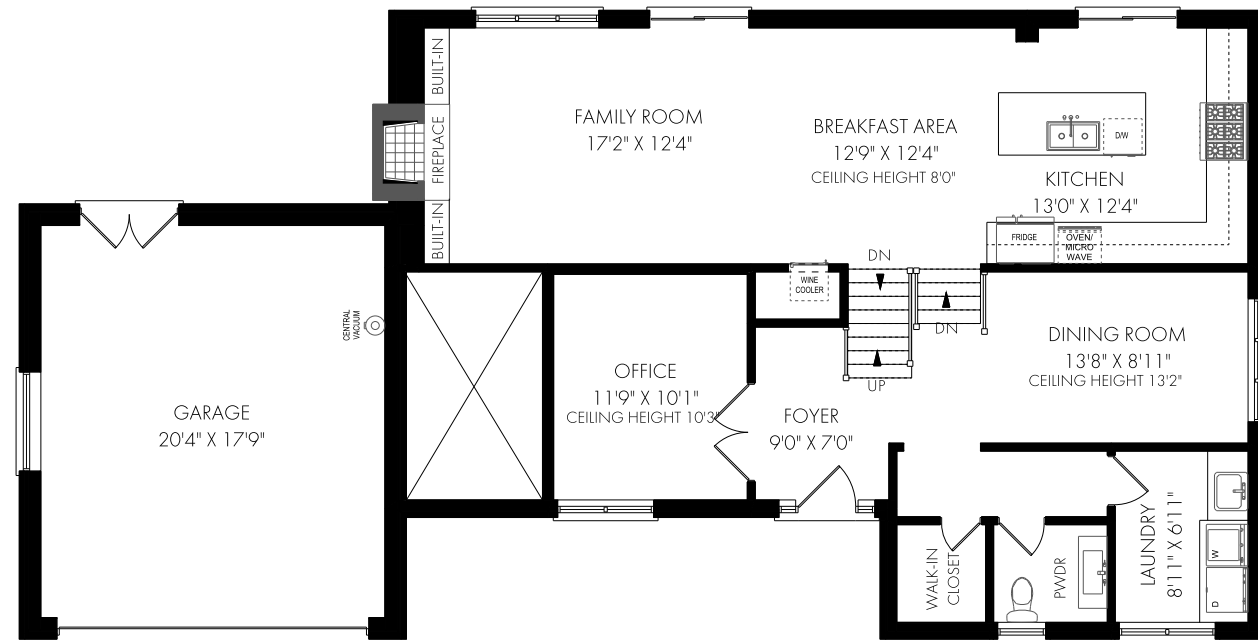 BUILT-IN
FIREPLACE
BUILT-IN
FAMILY ROOM
17'2" X 12'4"
BREAKFAST AREA
12'9" X 12'4"
CEILING HEIGHT 8'0"
D/W
KITCHEN
13'0" X 12'4"
FRIDGE
OVEN/
MICRO
WAVE
DN
WINE
COOLER
DN
UP
CENTRAL
VACUUM
GARAGE
20'4" X 17'9"
OFFICE
11'9" X 10'1"
CEILING HEIGHT 10'3"
FOYER
9'0" X 7'0"
DINING ROOM
13'8" X 8'11"
CEILING HEIGHT 13'2"
WALK-IN
CLOSET
PWDR
LAUNDRY
8'11" X 6'11"
W
D